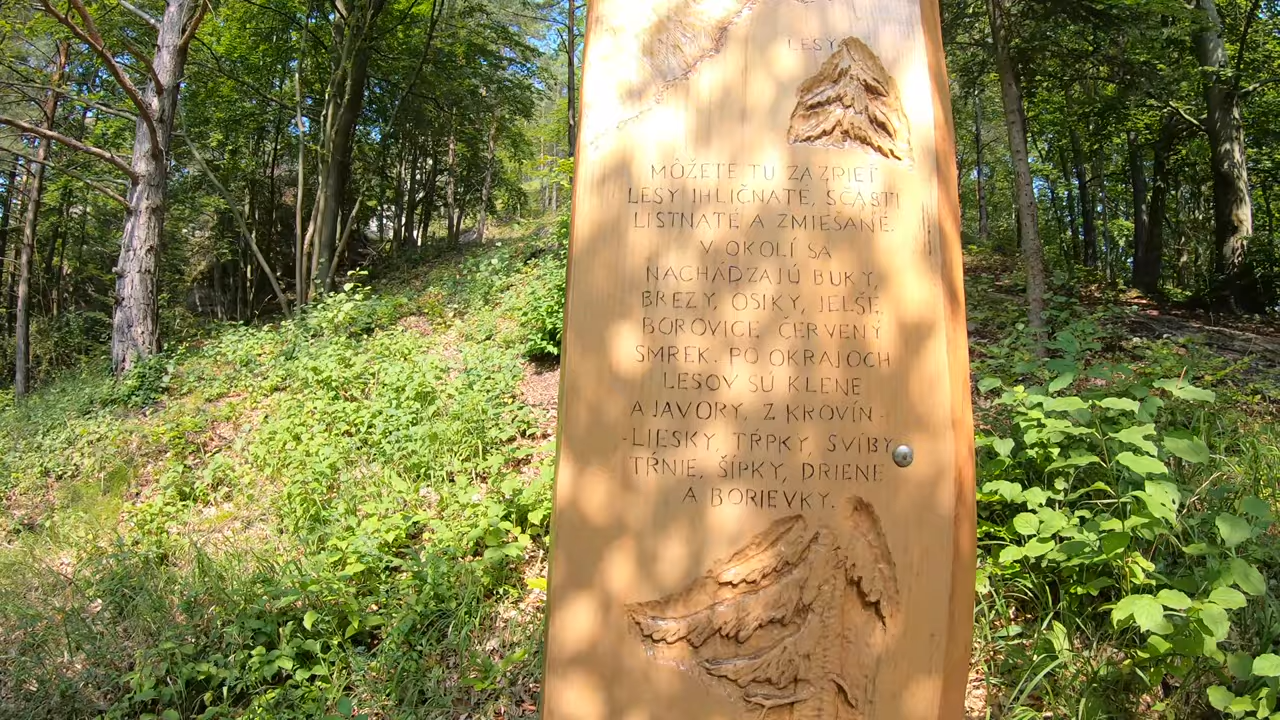 LESY
MÔŽETE TU ZAZRIEŤ
LESY IHLIČNATÉ, SČASTI
LISTNATÉ A ZMIEŠANÉ.
V OKOLÍ SA
NACHÁDZAJÚ BUKY,
BREZY, OSIKY, JELŠE,
BOROVICE, ČERVENÝ
SMREK. PO OKRAJOCH
LESOV SÚ KLENE
A JAVORY, Z KROVÍN -
-LIESKY, TŔPKY, SVÍBY,
TŔNIE, ŠÍPKY, DRIENE
A BORIEVKY.